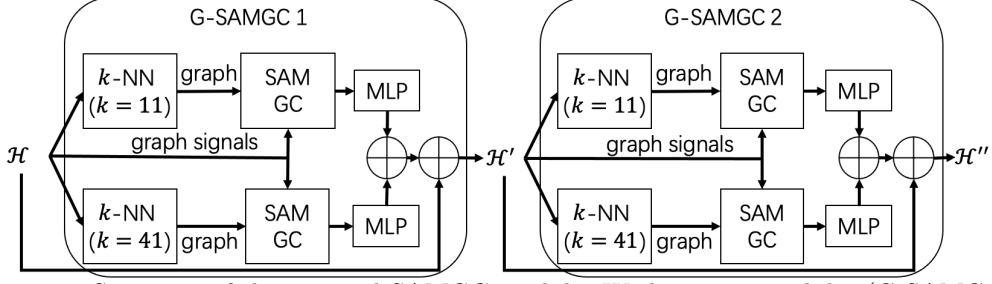 G-SAMGC 1
G-SAMGC 2
k-NN
(k = 11)
graph
SAM
GC
MLP
graph signals
ℋ
k-NN
(k = 41)
graph
SAM
GC
MLP
ℋ′
k-NN
(k = 11)
graph
SAM
GC
MLP
graph signals
k-NN
(k = 41)
graph
SAM
GC
MLP
ℋ′′